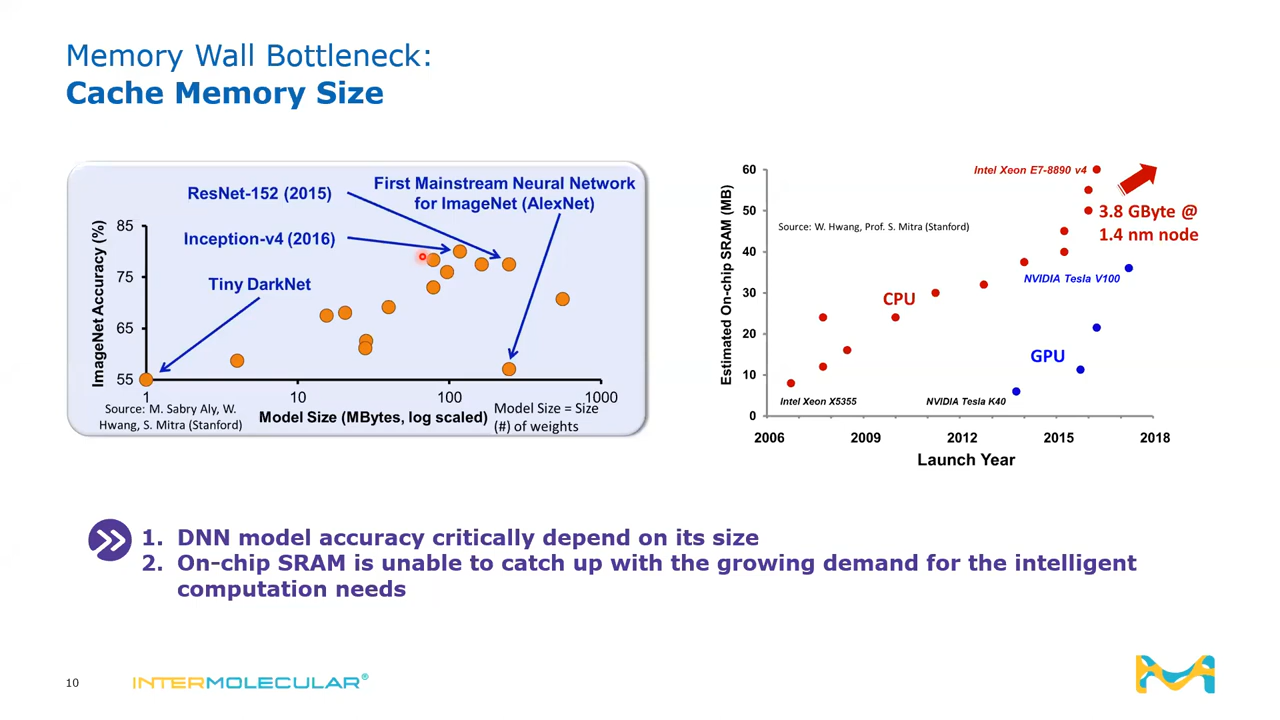 Memory Wall Bottleneck:
Cache Memory Size
ResNet-152 (2015)
First Mainstream Neural Network
for ImageNet (AlexNet)
Inception-v4 (2016)
Tiny DarkNet
ImageNet Accuracy (%)
85
75
65
55
1
10
100
1000
Source: M. Sabry Aly, W.
Hwang, S. Mitra (Stanford)
Model Size (MBytes, log scaled)
Model Size = Size
(#) of weights
Estimated On-chip SRAM (MB)
60
50
40
30
20
10
0
Intel Xeon E7-8890 v4
3.8 GByte @
1.4 nm node
Source: W. Hwang, Prof. S. Mitra (Stanford)
NVIDIA Tesla V100
CPU
GPU
Intel Xeon X5355
NVIDIA Tesla K40
2006
2009
2012
2015
2018
Launch Year
1. DNN model accuracy critically depend on its size
2. On-chip SRAM is unable to catch up with the growing demand for the intelligent
computation needs
10
INTERMOLECULAR®